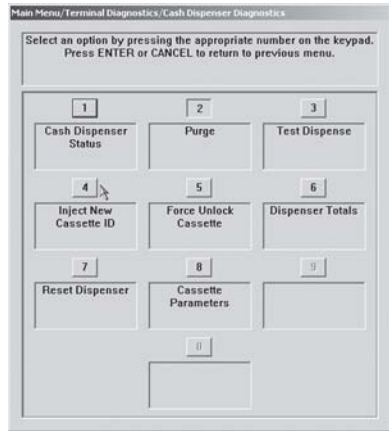 Main Menu/Terminal Diagnostics/Cash Dispenser Diagnostics
Select an option by pressing the appropriate number on the keypad.
Press ENTER or CANCEL to return to previous menu.
1
2
3
Cash Dispenser
Status
Purge
Test Dispense
4
5
6
Inject New
Cassette ID
Force Unlock
Cassette
Dispenser Totals
7
8
9
Reset Dispenser
Cassette
Parameters
0